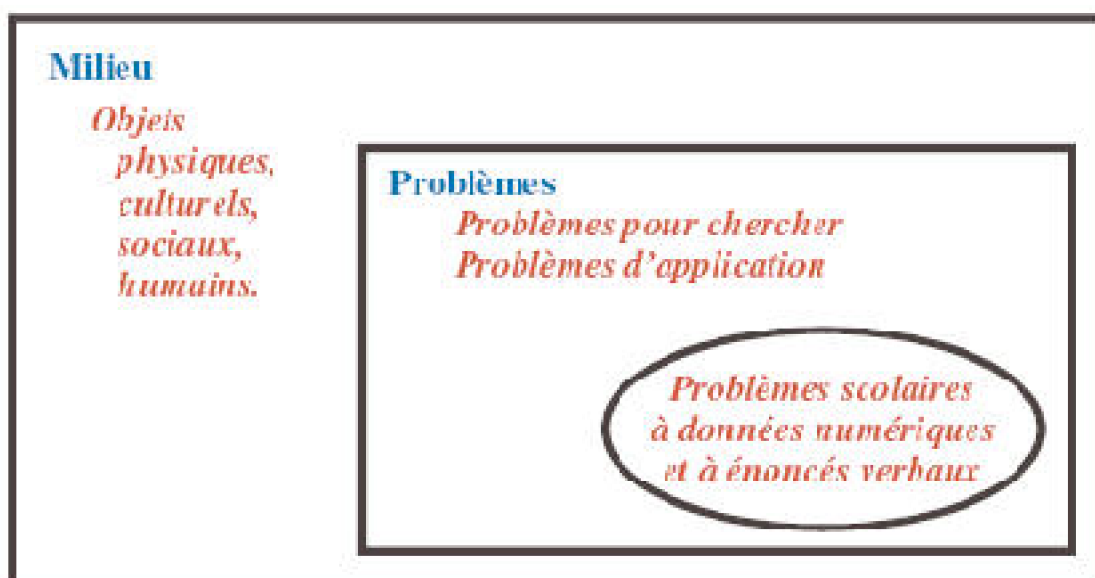 Milieu
Objets
physiques,
culturels,
sociaux,
humains.
Problèmes
Problèmes pour chercher
Problèmes d’application
Problèmes scolaires
à données numériques
et à énoncés verbaux